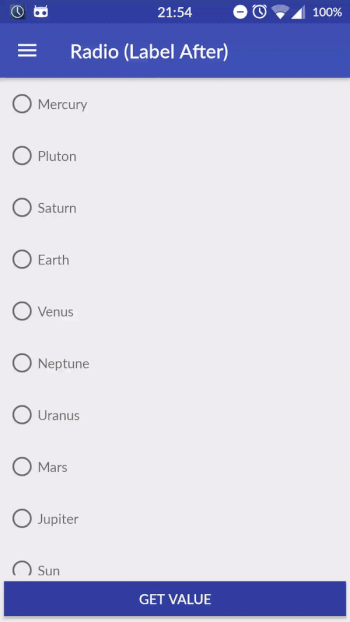 21:54
100%
Radio (Label After)
Mercury
Pluton
Saturn
Earth
Venus
Neptune
Uranus
Mars
Jupiter
Sun
GET VALUE